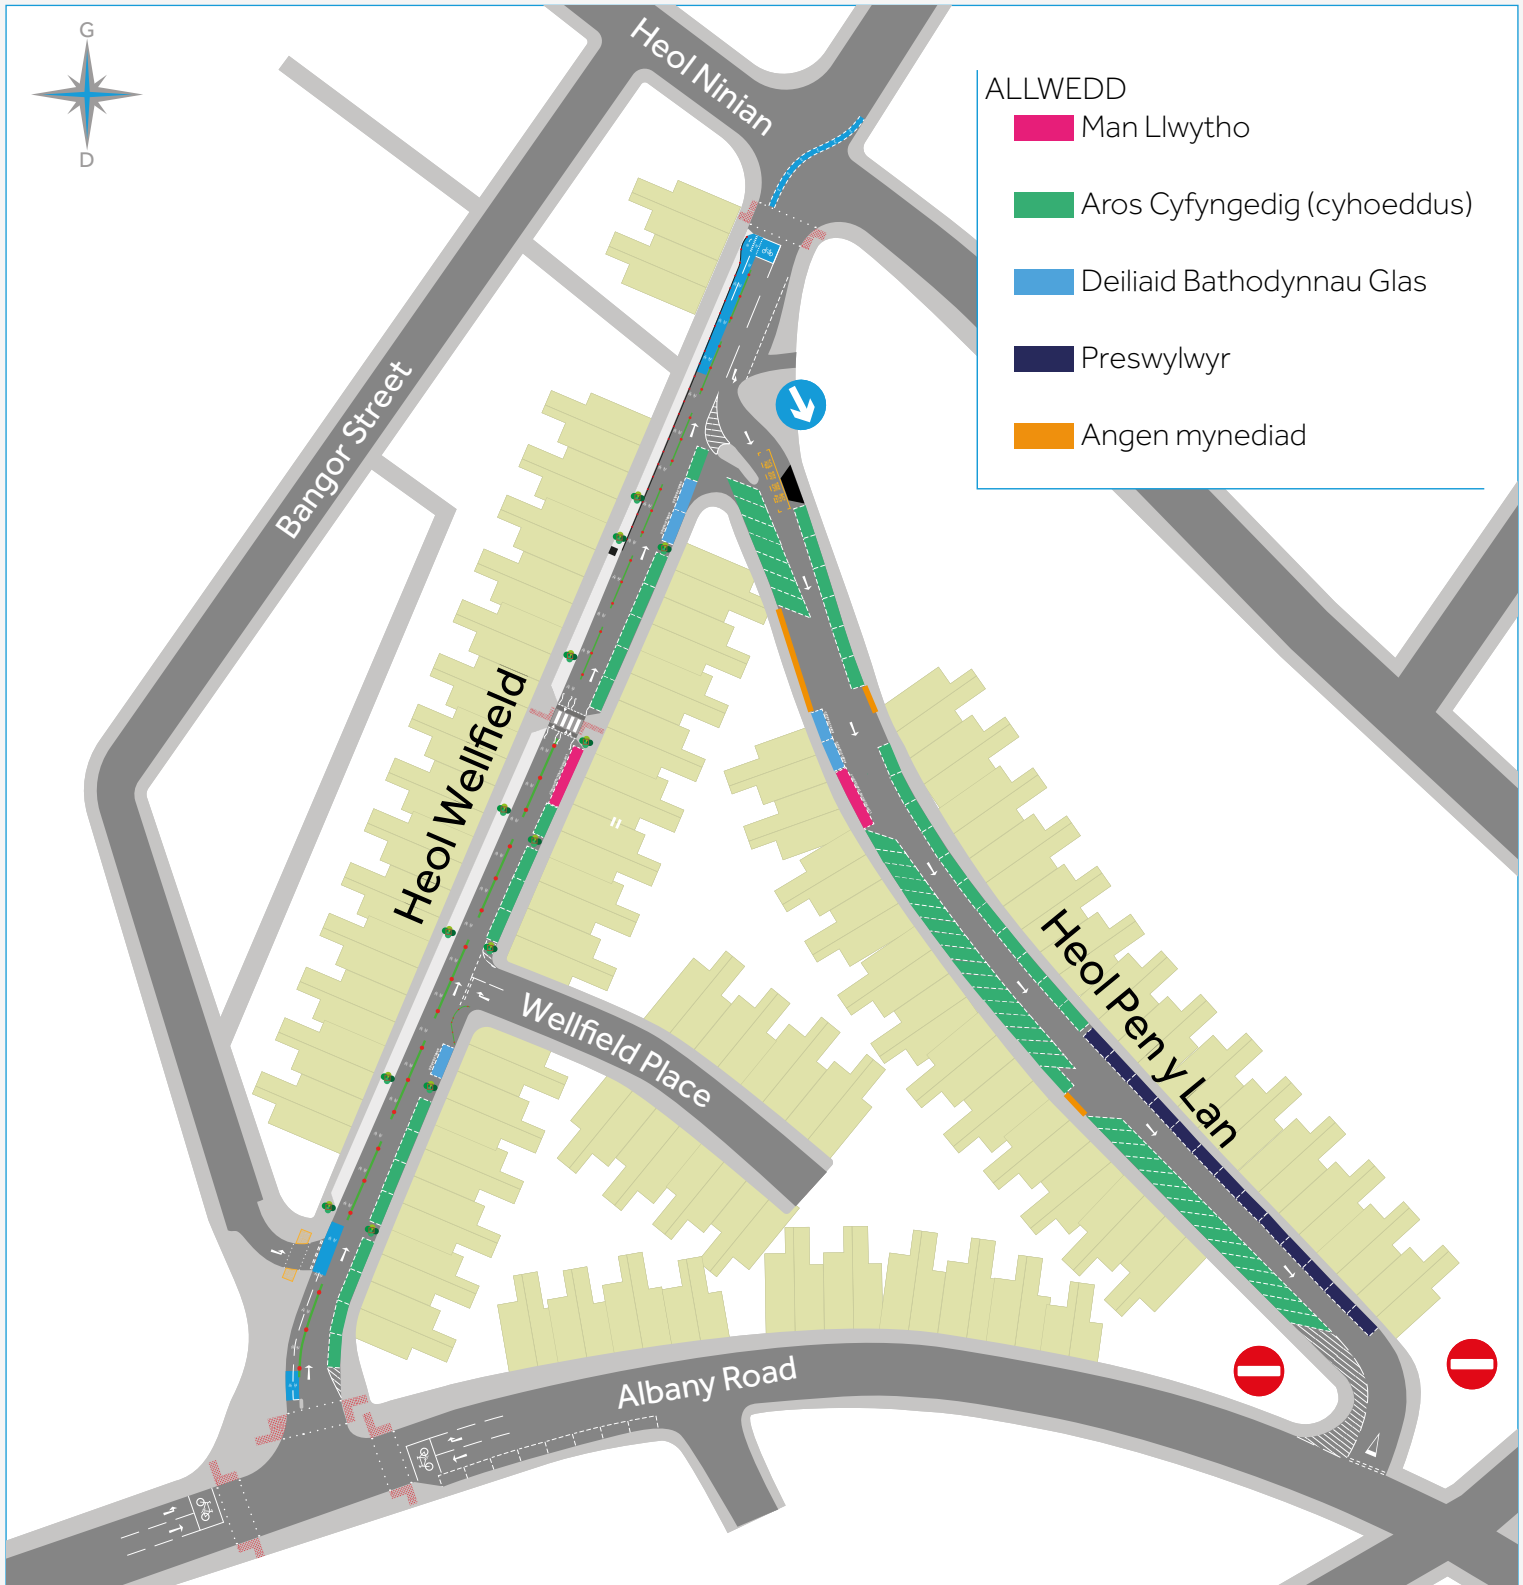 G
D
Heol Ninian
ALLWEDD
Man Llwytho
Aros Cyfyngedig (cyhoeddus)
Deiliaid Bathodynnau Glas
Preswylwyr
Angen mynediad
Bangor Street
Heol Wellfield
Heol Pen y Lan
Wellfield Place
Albany Road